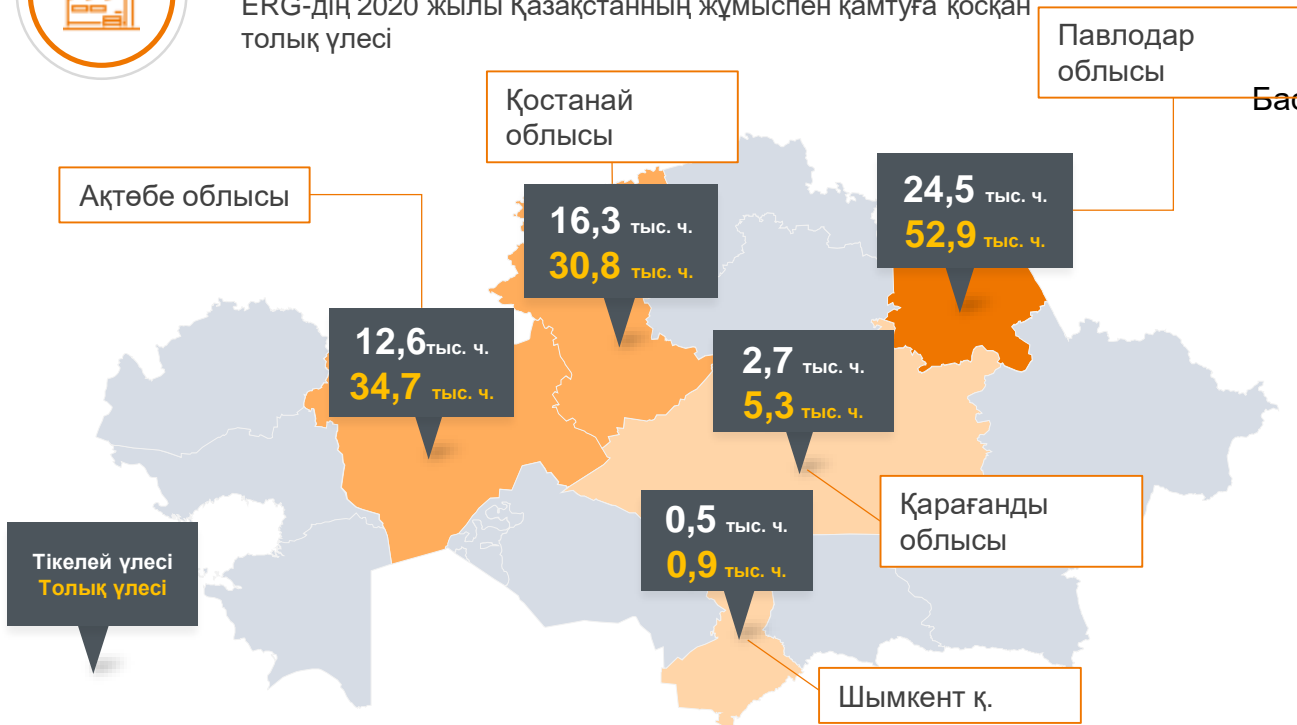 ERG-дің 2020 жылы Қазақстанның жұмыспен қамтуға қосқан
толық үлесі
Павлодар
облысы
Қостанай
облысы
Ақтөбе облысы
24,5 тыс. ч.
52,9 тыс. ч.
16,3 тыс. ч.
30,8 тыс. ч.
12,6тыс. ч.
34,7 тыс. ч.
2,7 тыс. ч.
5,3 тыс. ч.
Қарағанды
облысы
0,5 тыс. ч.
0,9 тыс. ч.
Тікелей үлесі
Толық үлесі
Шымкент қ.